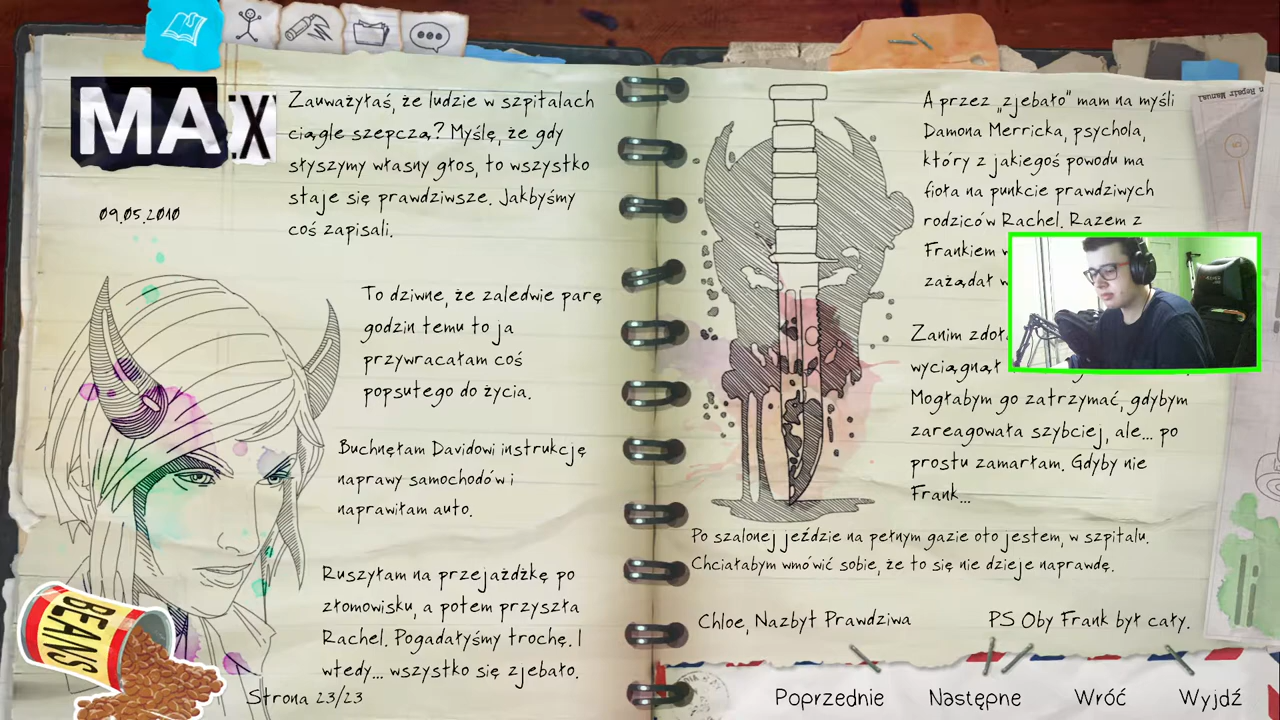 MAX
09.05.2010
Zauważyłaś, że ludzie w szpitalach
ciągle szepczą? Myślę, że gdy
słyszymy własny głos, to wszystko
staje się prawdziwsze. Jakbyśmy
coś zapisali.
To dziwne, że zaledwie parę
godzin temu to ja
przywracałam coś
popsutego do życia.
Buchnęłam Davidowi instrukcję
naprawy samochodów i
naprawiłam auto.
Ruszyłam na przejażdżkę po
złomowisku, a potem przyszła
Rachel. Pogadałyśmy trochę. I
wtedy... wszystko się zjebało.
BEANS
Strona 23/23
A przez „zjebało” mam na myśli
Damona Merricka, psychola,
który z jakiegoś powodu ma
fioła na punkcie prawdziwych
rodziców Rachel. Razem z
Frankiem
zażądał
Zanim
wyciągnął
Mogłabym go zatrzymać, gdybym
zareagowała szybciej, ale... po
prostu zamarłam. Gdyby nie
Frank...
Po szalonej jeździe na pełnym gazie oto jestem, w szpitalu.
Chciałabym wmówić sobie, że to się nie dzieje naprawdę.
Chloe, Nazbyt Prawdziwa
PS Oby Frank był cały.
Repair Manual
Poprzednie Następne Wróć Wyjdź